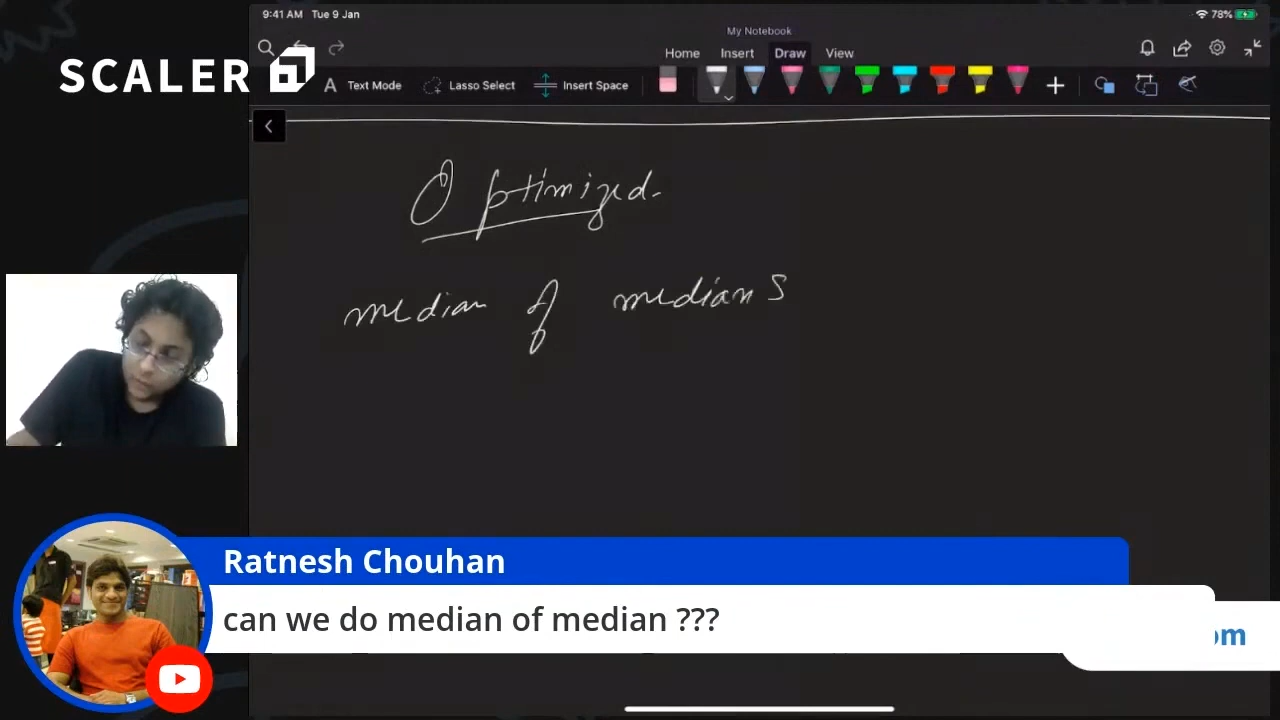 9:41 AM Tue 9 Jan
78%
My Notebook
SCALER
Home Insert Draw View
Text Mode Lasso Select Insert Space
Optimized.
median of medians
Ratnesh Chouhan
can we do median of median ???
om